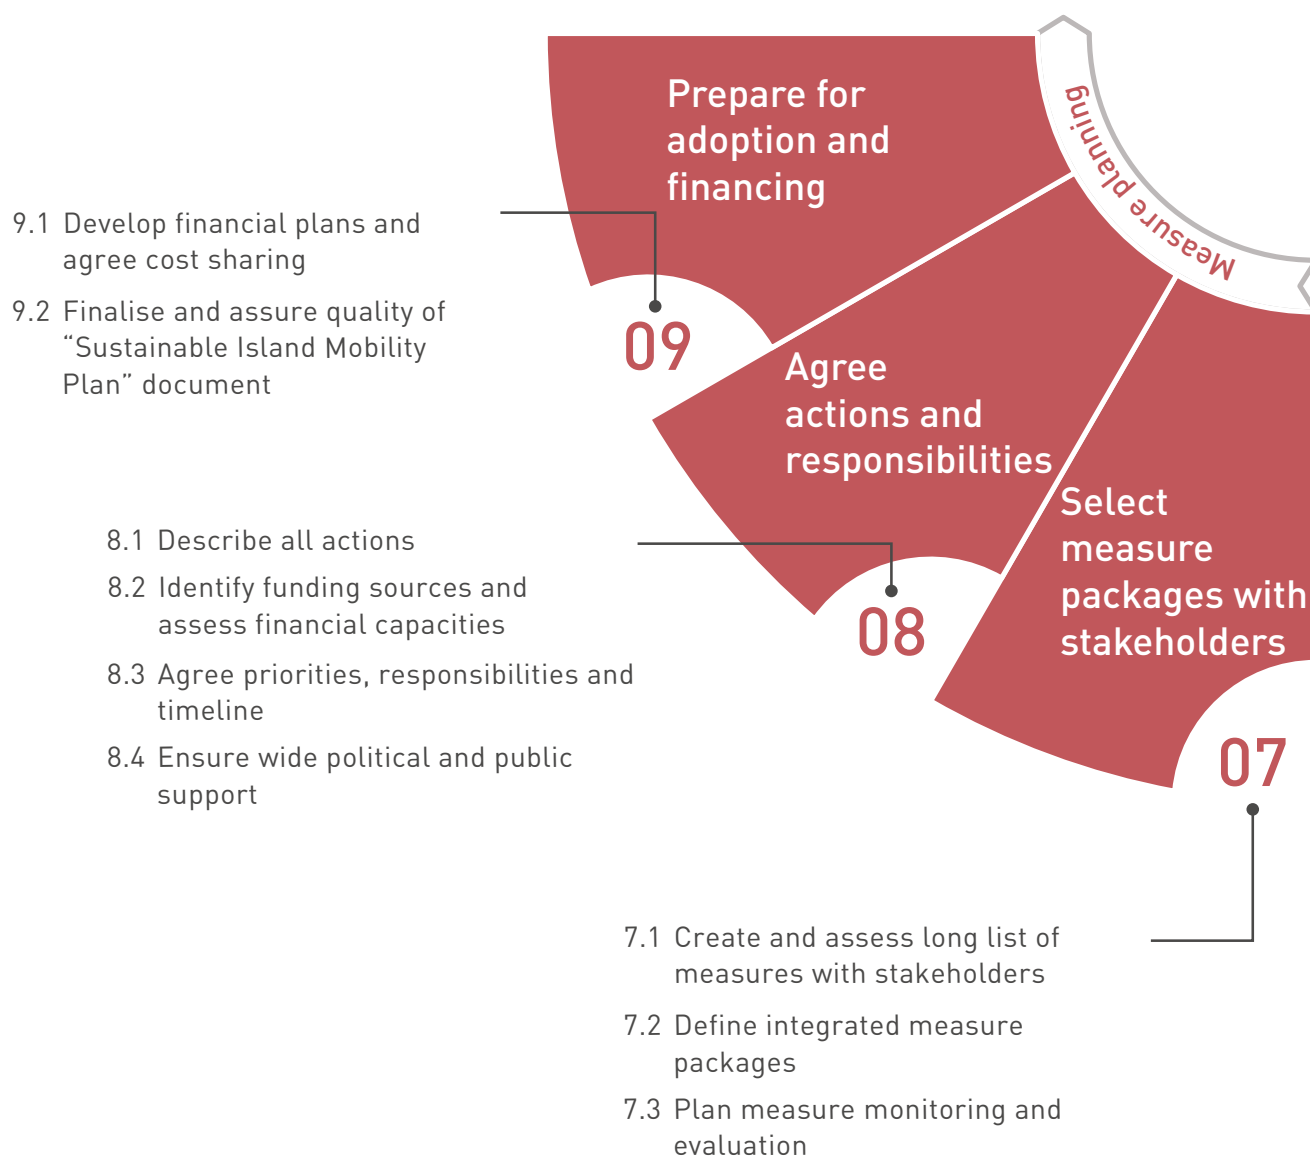 Prepare for
adoption and
financing
Measure planning
9.1 Develop financial plans and
agree cost sharing
9.2 Finalise and assure quality of
“Sustainable Island Mobility
Plan” document
09
Agree
actions and
responsibilities
Select
measure
packages with
stakeholders
8.1 Describe all actions
8.2 Identify funding sources and
assess financial capacities
8.3 Agree priorities, responsibilities and
timeline
8.4 Ensure wide political and public
support
08
07
7.1 Create and assess long list of
measures with stakeholders
7.2 Define integrated measure
packages
7.3 Plan measure monitoring and
evaluation